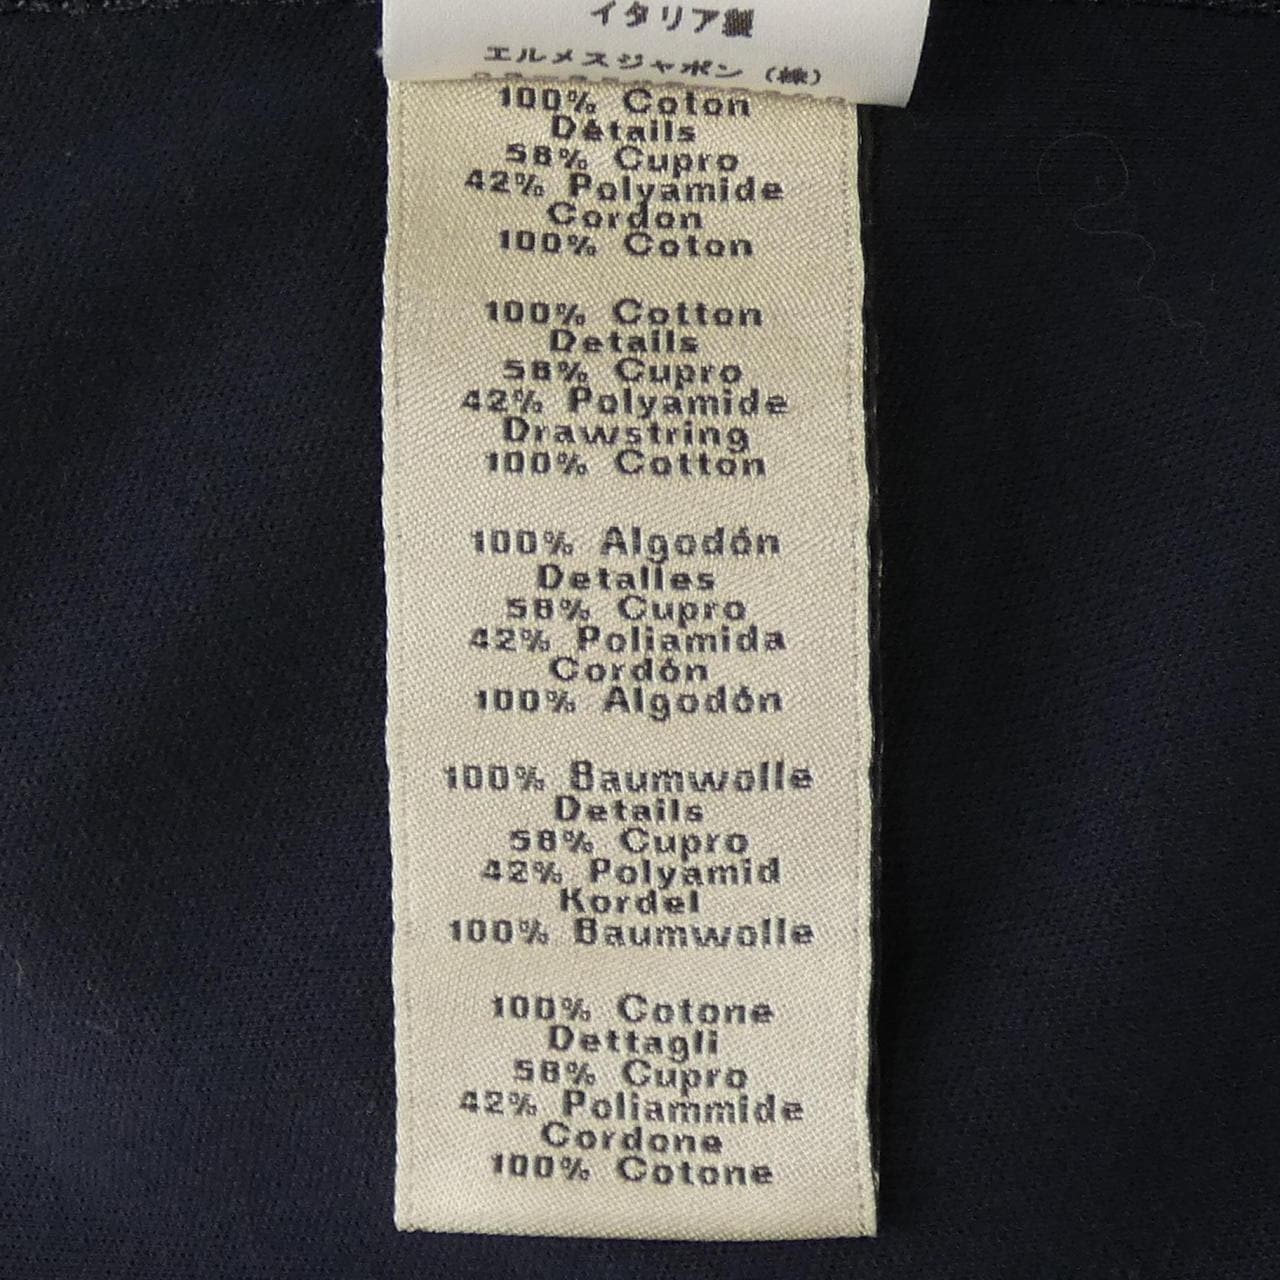 イタリア製
エルメスジャポン(株)
100% Coton
Détails
58% Cupro
42% Polyamide
Cordon
100% Coton
100% Cotton
Details
58% Cupro
42% Polyamide
Drawstring
100% Cotton
100% Algodón
Detalles
58% Cupro
42% Poliamida
Cordón
100% Algodón
100% Baumwolle
Details
58% Cupro
42% Polyamid
Kordel
100% Baumwolle
100% Cotone
Dettagli
58% Cupro
42% Poliammide
Cordone
100% Cotone